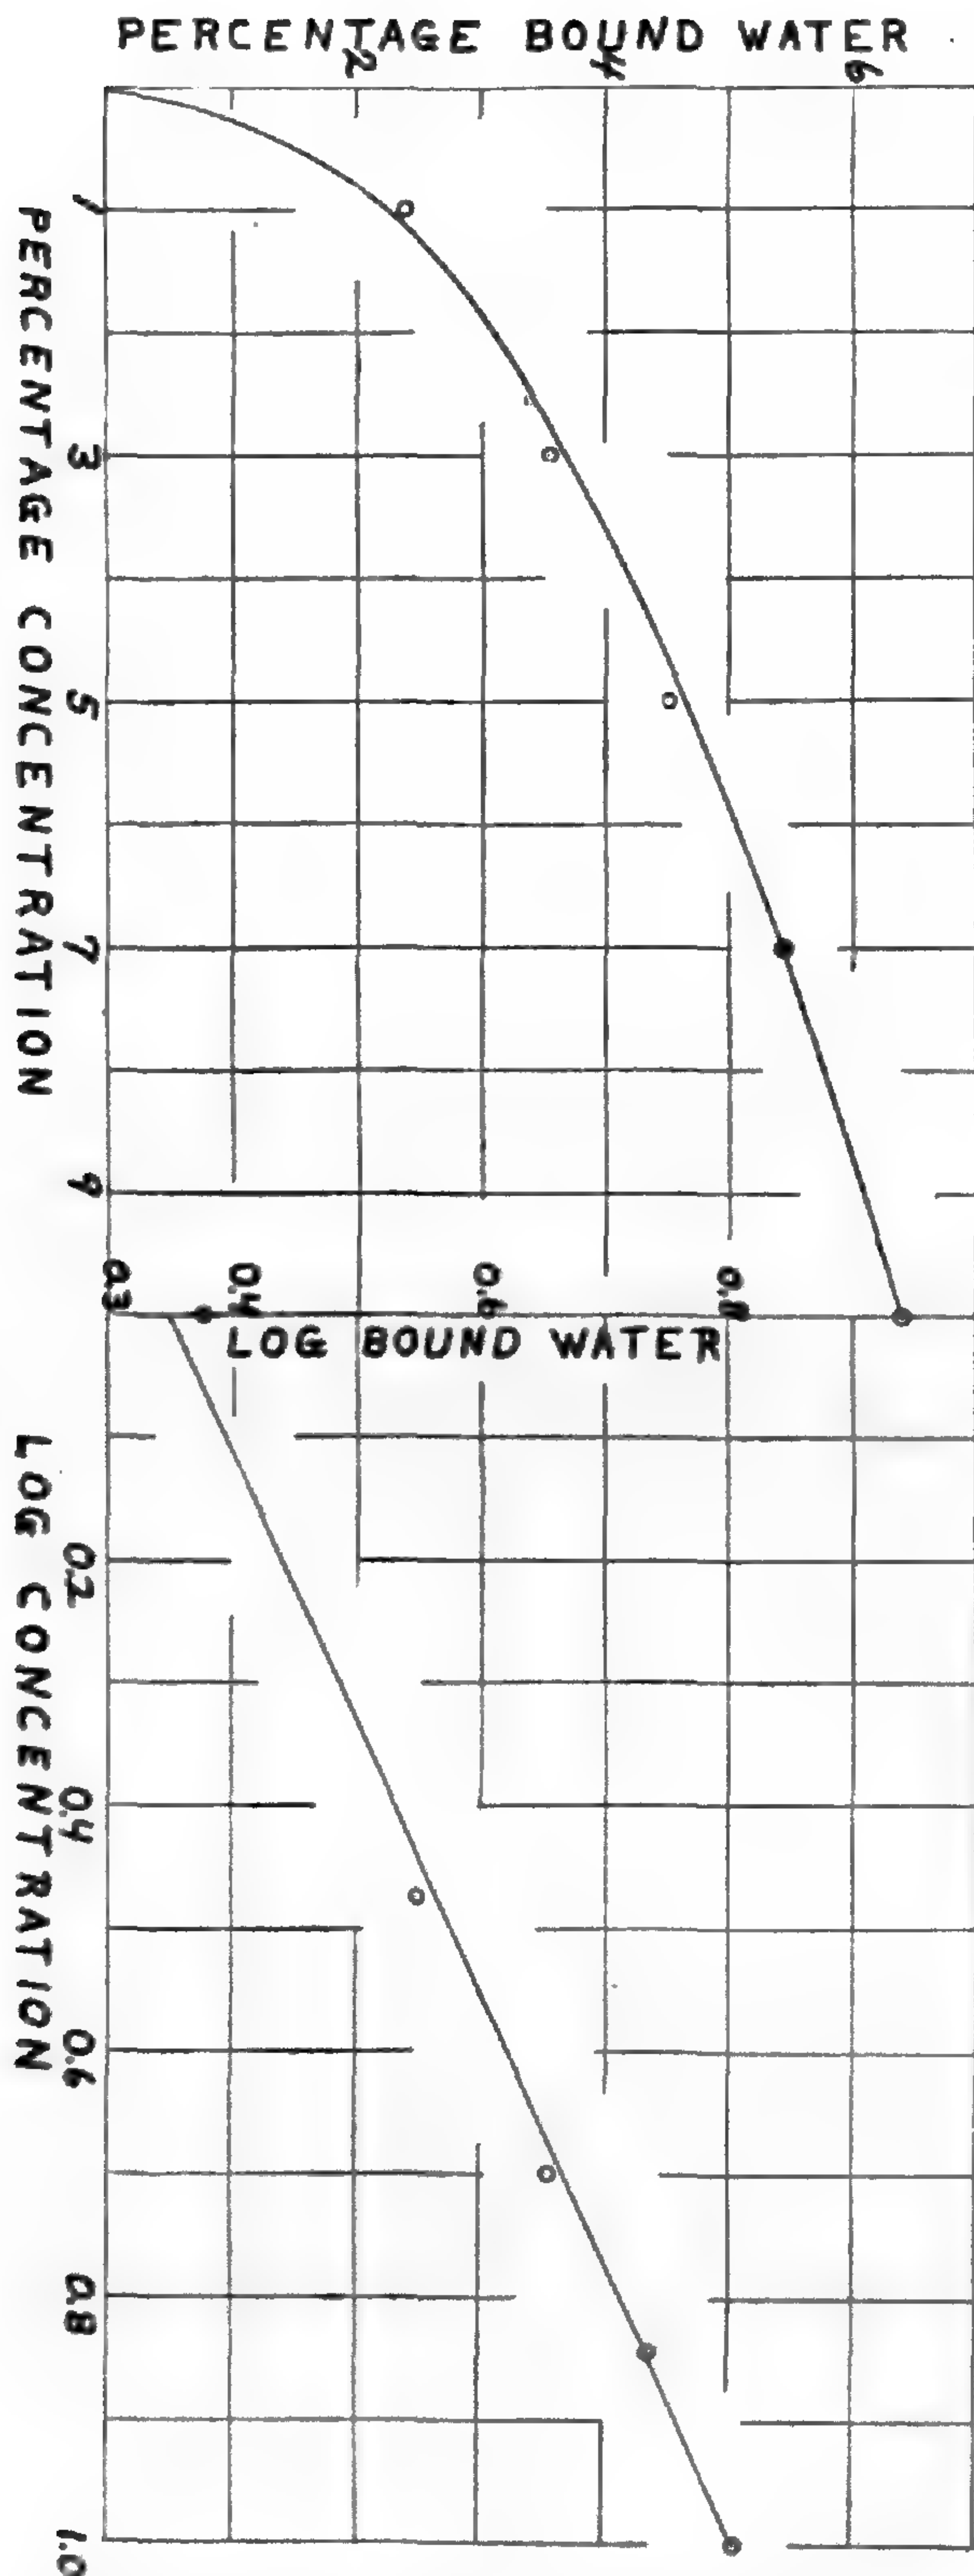 PERCENTAGE BOUND WATER
2 4 6
1 3 5 7 9
PERCENTAGE CONCENTRATION
0.3 0.4 0.6 0.8
LOG BOUND WATER
0.2 0.4 0.6 0.8 1.0
LOG CONCENTRATION